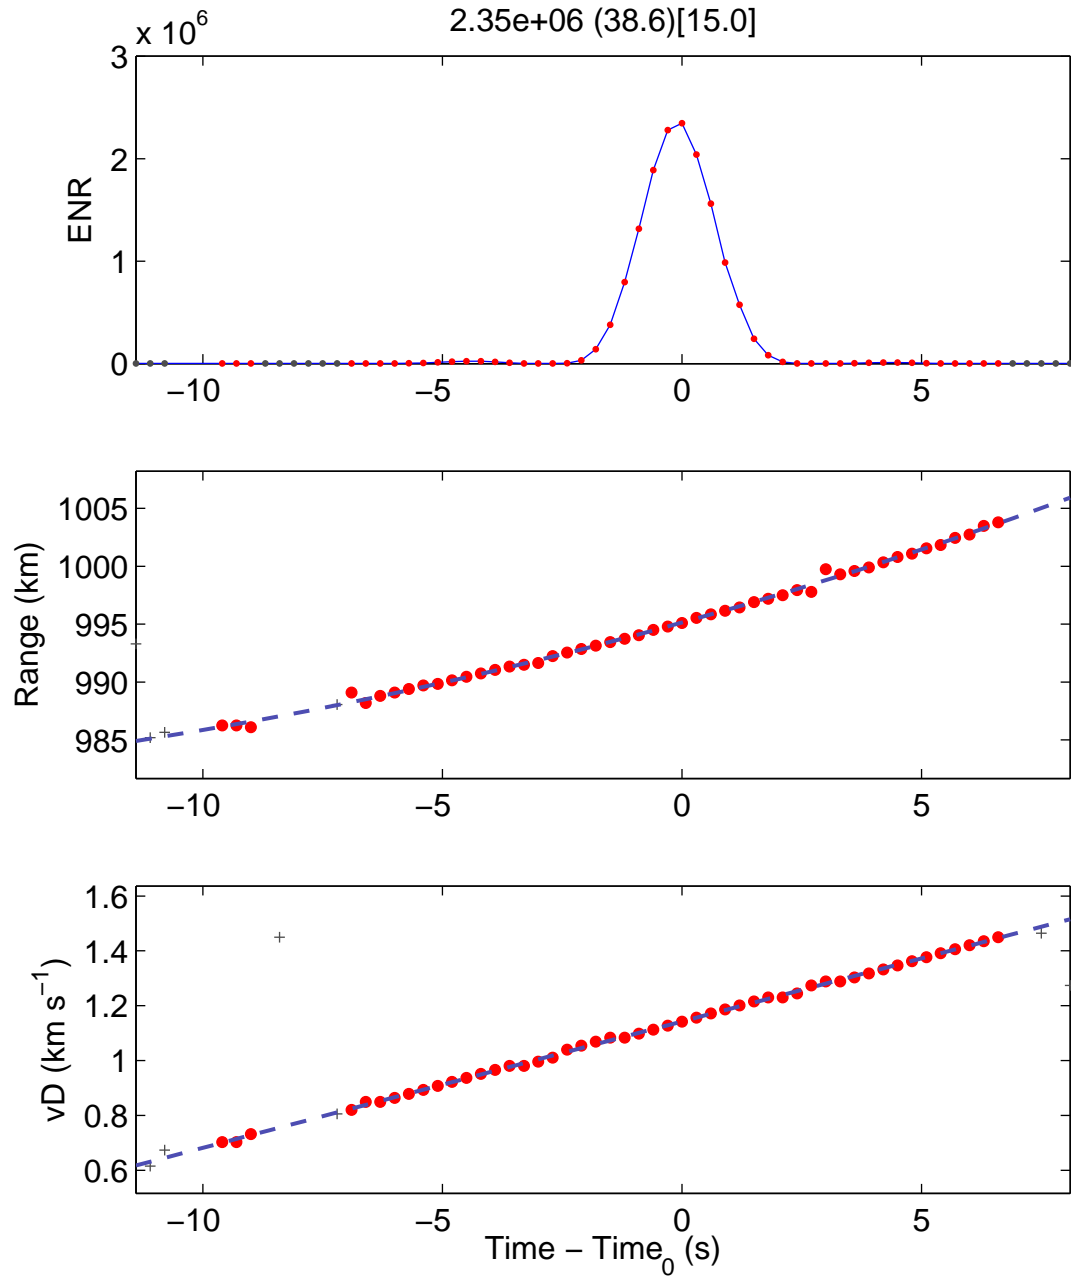 2.35e+06 (38.6)[15.0]
x 10^6
3
2
1
0
ENR
−10 −5 0 5
1005
1000
995
990
985
Range (km)
−10 −5 0 5
1.6
1.4
1.2
1
0.8
0.6
vD (km s^−1)
−10 −5 0 5
Time − Time_0 (s)